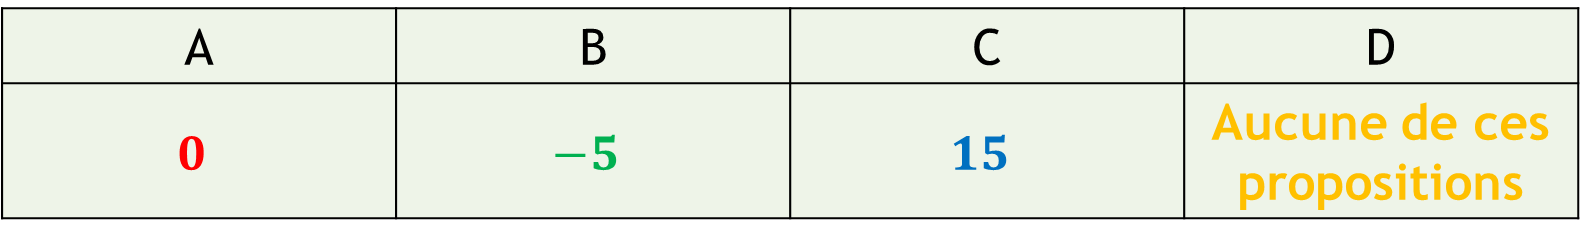 A B C D
0 −5 15 Aucune de ces
propositions